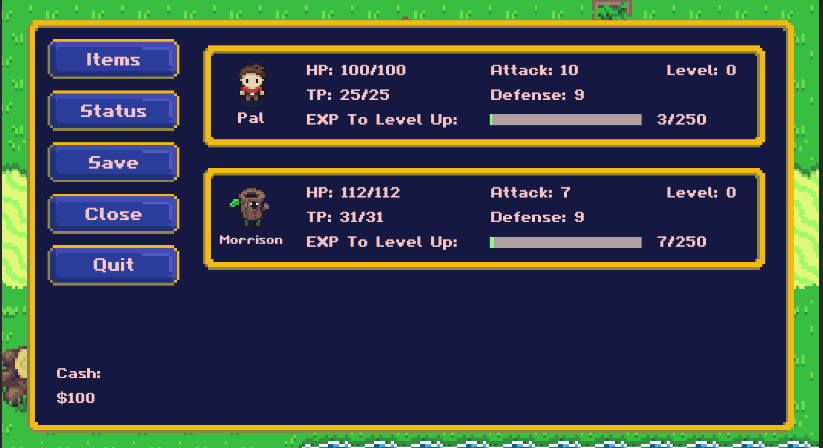 Items
Status
Save
Close
Quit
Cash:
$100
HP: 100/100 Attack: 10 Level: 0
TP: 25/25 Defense: 9
Pal EXP To Level Up: 3/250
HP: 112/112 Attack: 7 Level: 0
TP: 31/31 Defense: 9
Morrison EXP To Level Up: 7/250